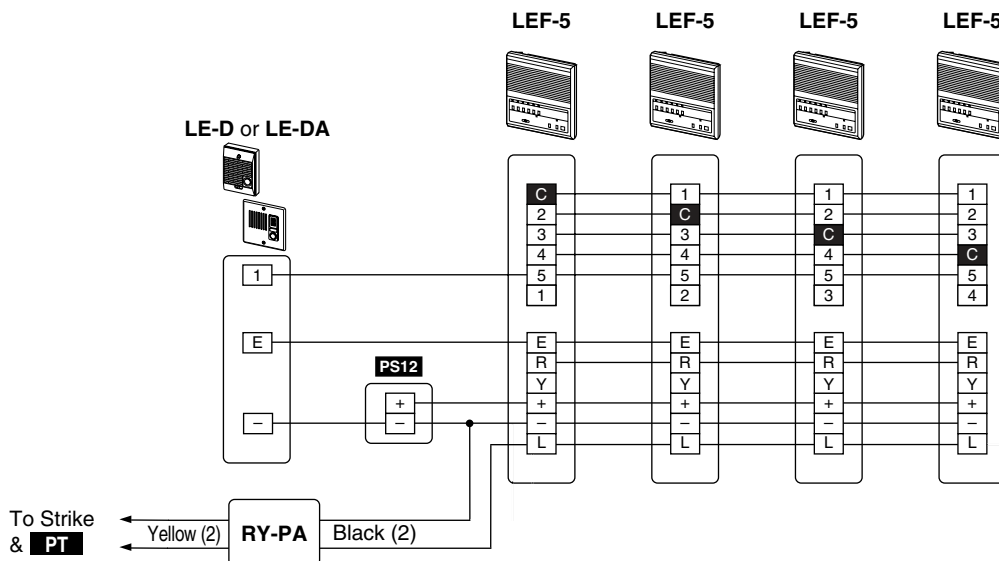 LEF-5 LEF-5 LEF-5 LEF-5
LE-D or LE-DA
C 1 1 1
2 C 2 2
3 3 C 3
4 4 4 C
1 5 5 5 5
1 2 3 4
E E E E E
PS12 R R R R
Y Y Y Y
+ + + + +
– – – – – –
L L L L
To Strike
& PT
Yellow (2) RY-PA Black (2)